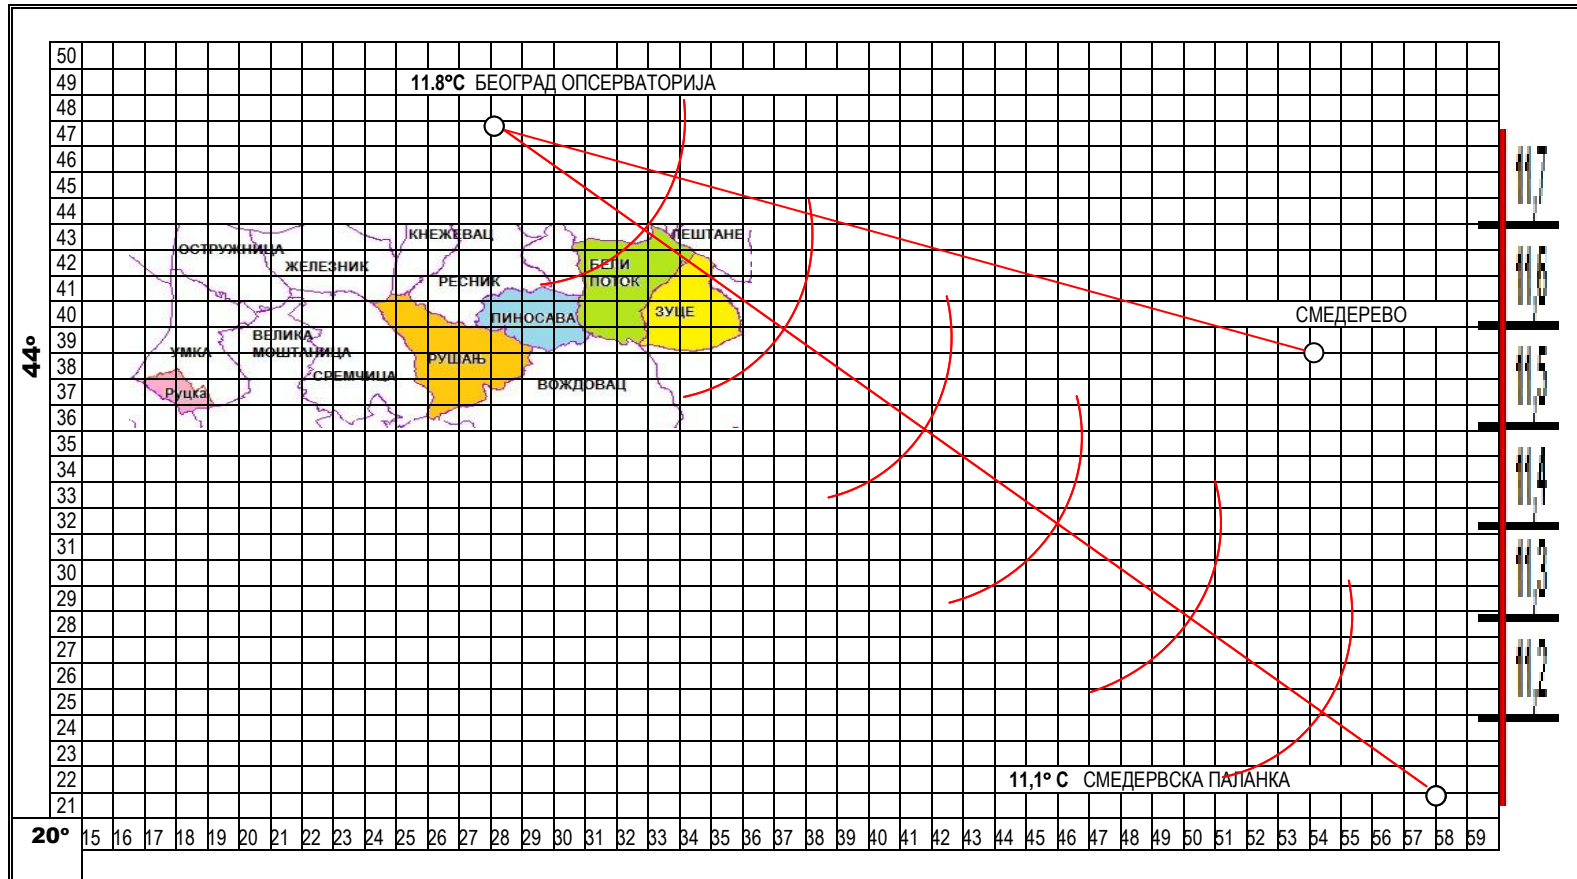 50
49
11.8°C БЕОГРАД ОПСЕРВАТОРИЈА
48
47
46
45
44
43
42
41
40
39
38
37
36
35
34
33
32
31
30
29
28
27
26
25
24
23
22
21
44°
КНЕЖЕВАЦ
ЛЕШТАНЕ
ОСТРУЖНИЦА
ЖЕЛЕЗНИК
БЕЛИ
ПОТОК
РЕСНИК
ПИНОСАВА
ЗУЦЕ
СМЕДЕРЕВО
ВЕЛИКА
МОШТАНИЦА
УМКА
РУШАЊ
СРЕМЧИЦА
ВОЖДОВАЦ
Руцка
11,1° C СМЕДЕРВСКА ПАЛАНКА
11,7
11,6
11,5
11,4
11,3
11,2
20° 15 16 17 18 19 20 21 22 23 24 25 26 27 28 29 30 31 32 33 34 35 36 37 38 39 40 41 42 43 44 45 46 47 48 49 50 51 52 53 54 55 56 57 58 59